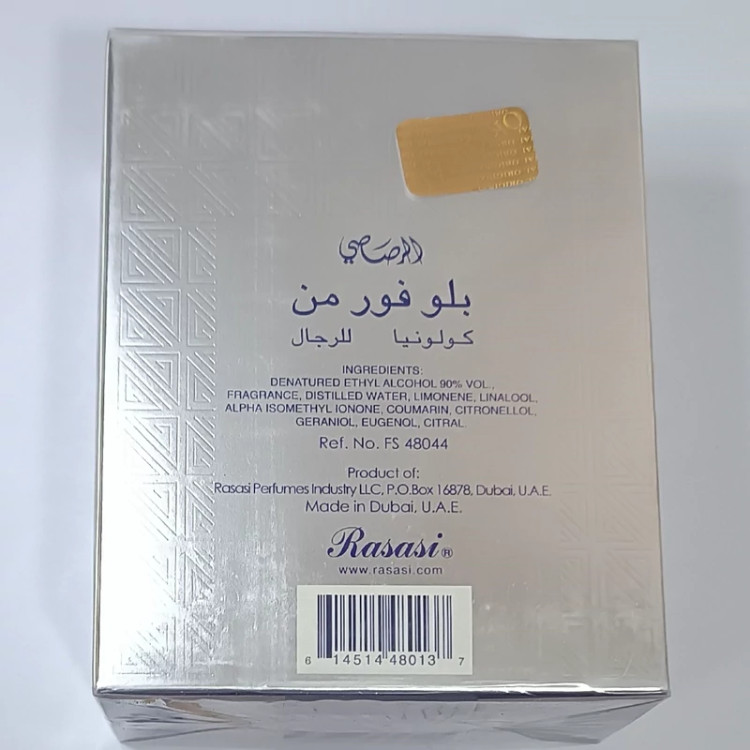 الرصاصي
بلو فور من
كولونيا للرجال
INGREDIENTS:
DENATURED ETHYL ALCOHOL 90% VOL.,
FRAGRANCE, DISTILLED WATER, LIMONENE, LINALOOL,
ALPHA ISOMETHYL IONONE, COUMARIN, CITRONELLOL,
GERANIOL, EUGENOL, CITRAL.
Ref. No. FS 48044
Product of:
Rasasi Perfumes Industry LLC, P.O.Box 16878, Dubai, U.A.E.
Made in Dubai, U.A.E.
Rasasi®
www.rasasi.com
6 14514 48013 7